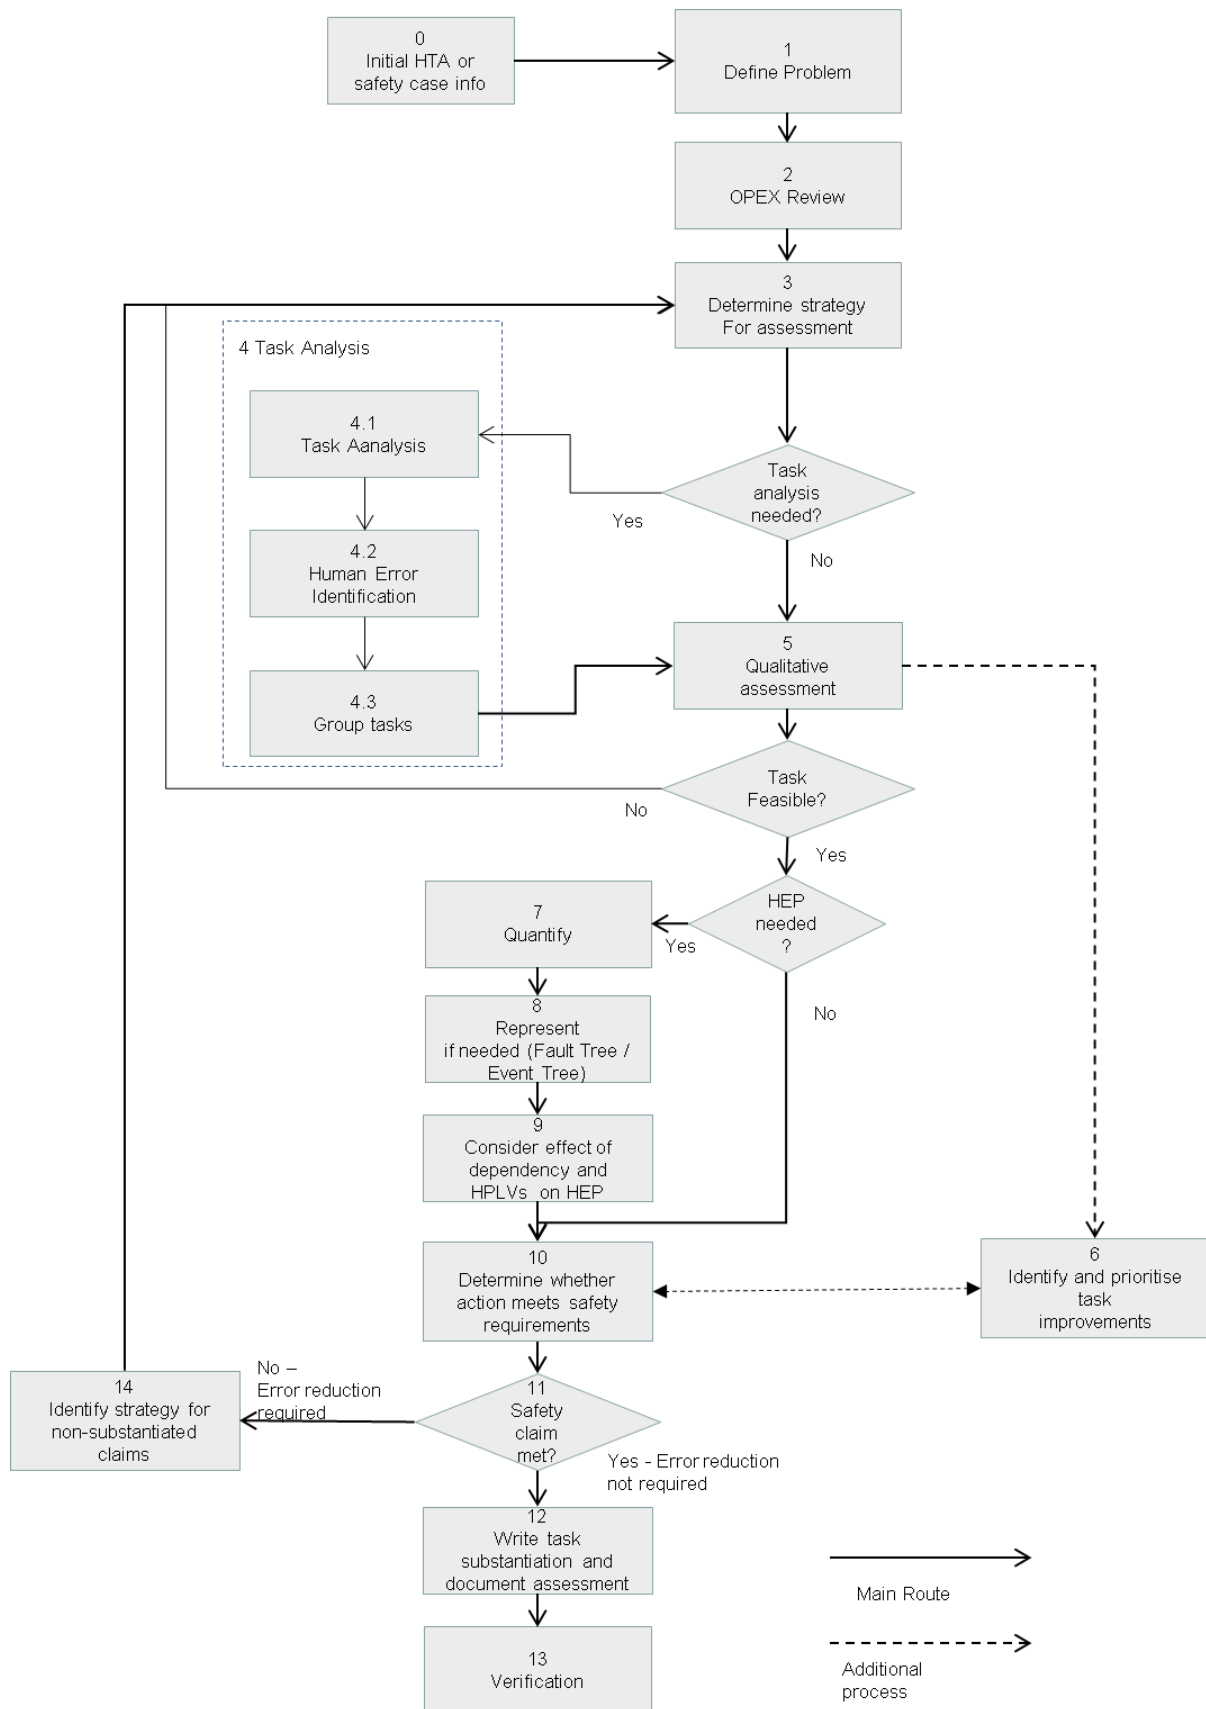 0
Initial HTA or
safety case info
1
Define Problem
2
OPEX Review
3
Determine strategy
For assessment
4 Task Analysis
4.1
Task Aanalysis
Task
analysis
needed?
Yes
No
4.2
Human Error
Identification
4.3
Group tasks
5
Qualitative
assessment
Task
Feasible?
No
Yes
HEP
needed
?
Yes
No
7
Quantify
8
Represent
if needed (Fault Tree /
Event Tree)
9
Consider effect of
dependency and
HPLVs on HEP
10
Determine whether
action meets safety
requirements
6
Identify and prioritise
task
improvements
No –
Error reduction
required
14
Identify strategy for
non-substantiated
claims
11
Safety
claim
met?
Yes - Error reduction
not required
12
Write task
substantiation and
document assessment
13
Verification
Main Route
Additional
process